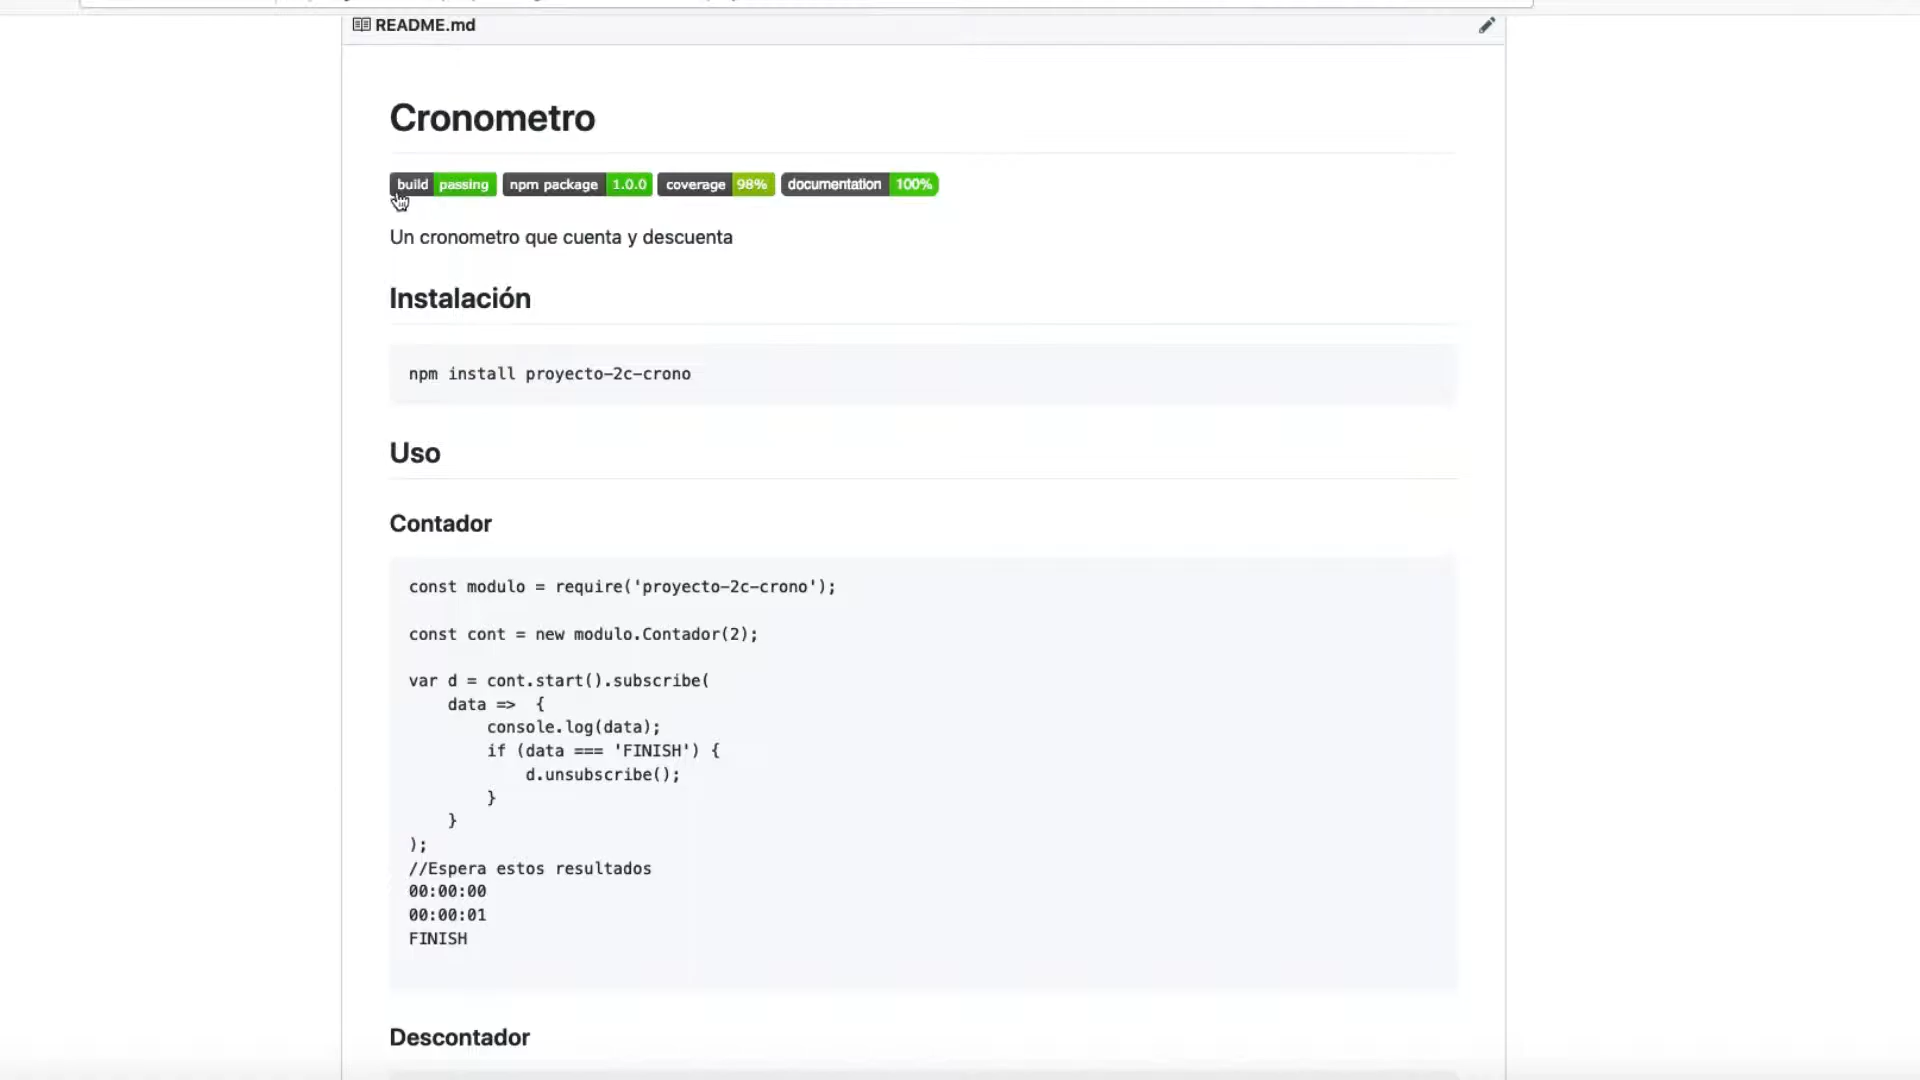 README.md
Cronometro
build passing npm package 1.0.0 coverage 98% documentation 100%
Un cronometro que cuenta y descuenta
Instalación
npm install proyecto-2c-crono
Uso
Contador
const modulo = require('proyecto-2c-crono');
const cont = new modulo.Contador(2);
var d = cont.start().subscribe(
data => {
console.log(data);
if (data === 'FINISH') {
d.unsubscribe();
}
}
);
//Espera estos resultados
00:00:00
00:00:01
FINISH
Descontador